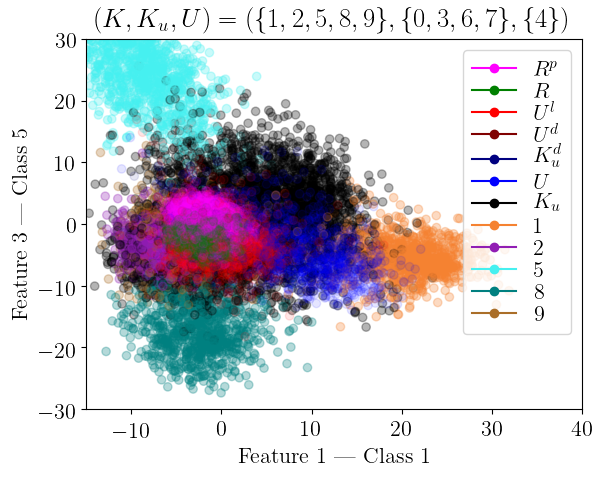 (K, K_u, U) = ({1, 2, 5, 8, 9}, {0, 3, 6, 7}, {4})
Feature 3 — Class 5
30
20
10
0
−10
−20
−30
−10
0
10
20
30
40
Feature 1 — Class 1
R^p
R
U^l
U^d
K_u^d
U
K_u
1
2
5
8
9